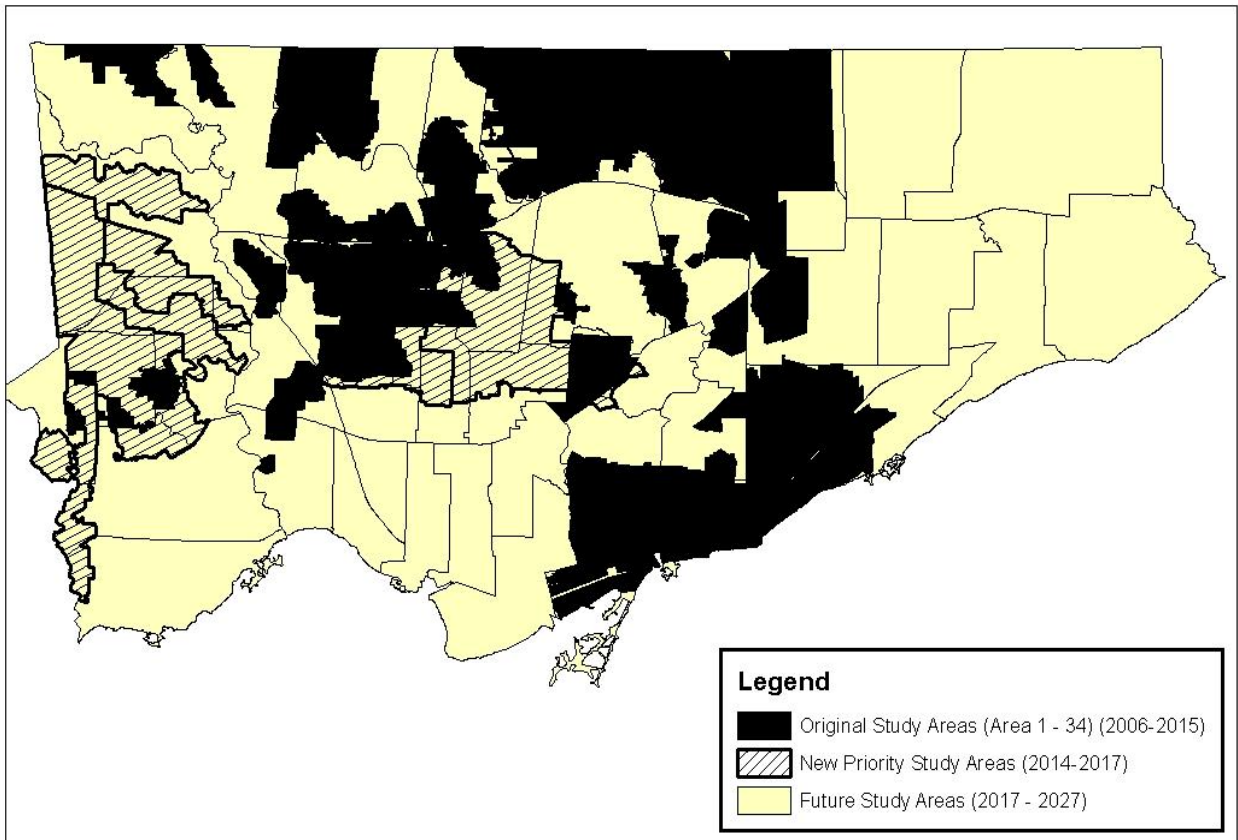 Legend
Original Study Areas (Area 1 - 34) (2006-2015)
New Priority Study Areas (2014-2017)
Future Study Areas (2017 - 2027)